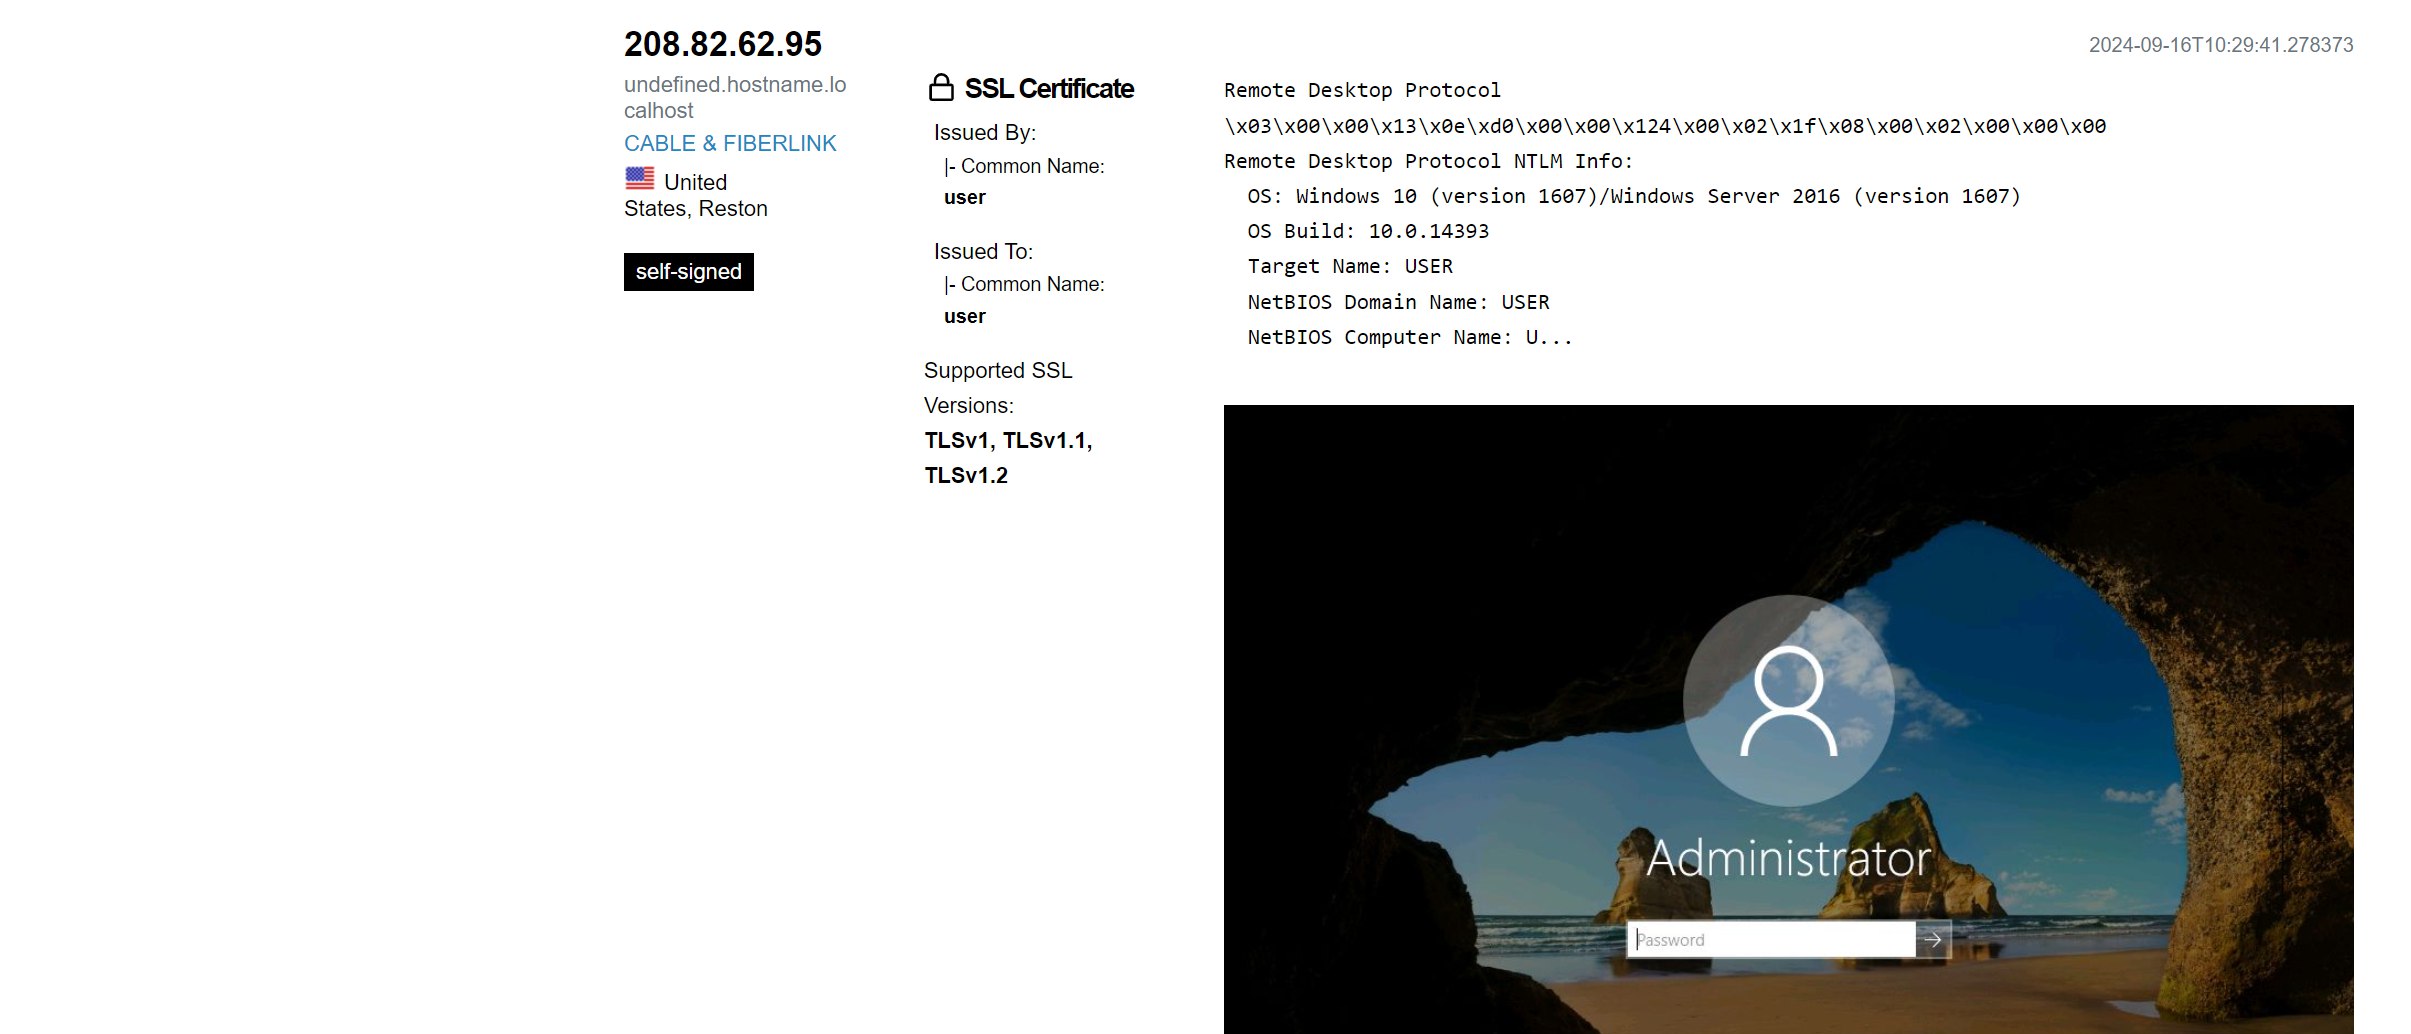 208.82.62.95
undefined.hostname.lo
calhost
CABLE & FIBERLINK
United
States, Reston
self-signed
SSL Certificate
Issued By:
|- Common Name:
user
Issued To:
|- Common Name:
user
Supported SSL
Versions:
TLSv1, TLSv1.1,
TLSv1.2
2024-09-16T10:29:41.278373
Remote Desktop Protocol
\x03\x00\x00\x13\x0e\xd0\x00\x00\x124\x00\x02\x1f\x08\x00\x02\x00\x00\x00
Remote Desktop Protocol NTLM Info:
OS: Windows 10 (version 1607)/Windows Server 2016 (version 1607)
OS Build: 10.0.14393
Target Name: USER
NetBIOS Domain Name: USER
NetBIOS Computer Name: U...
Administrator
Password